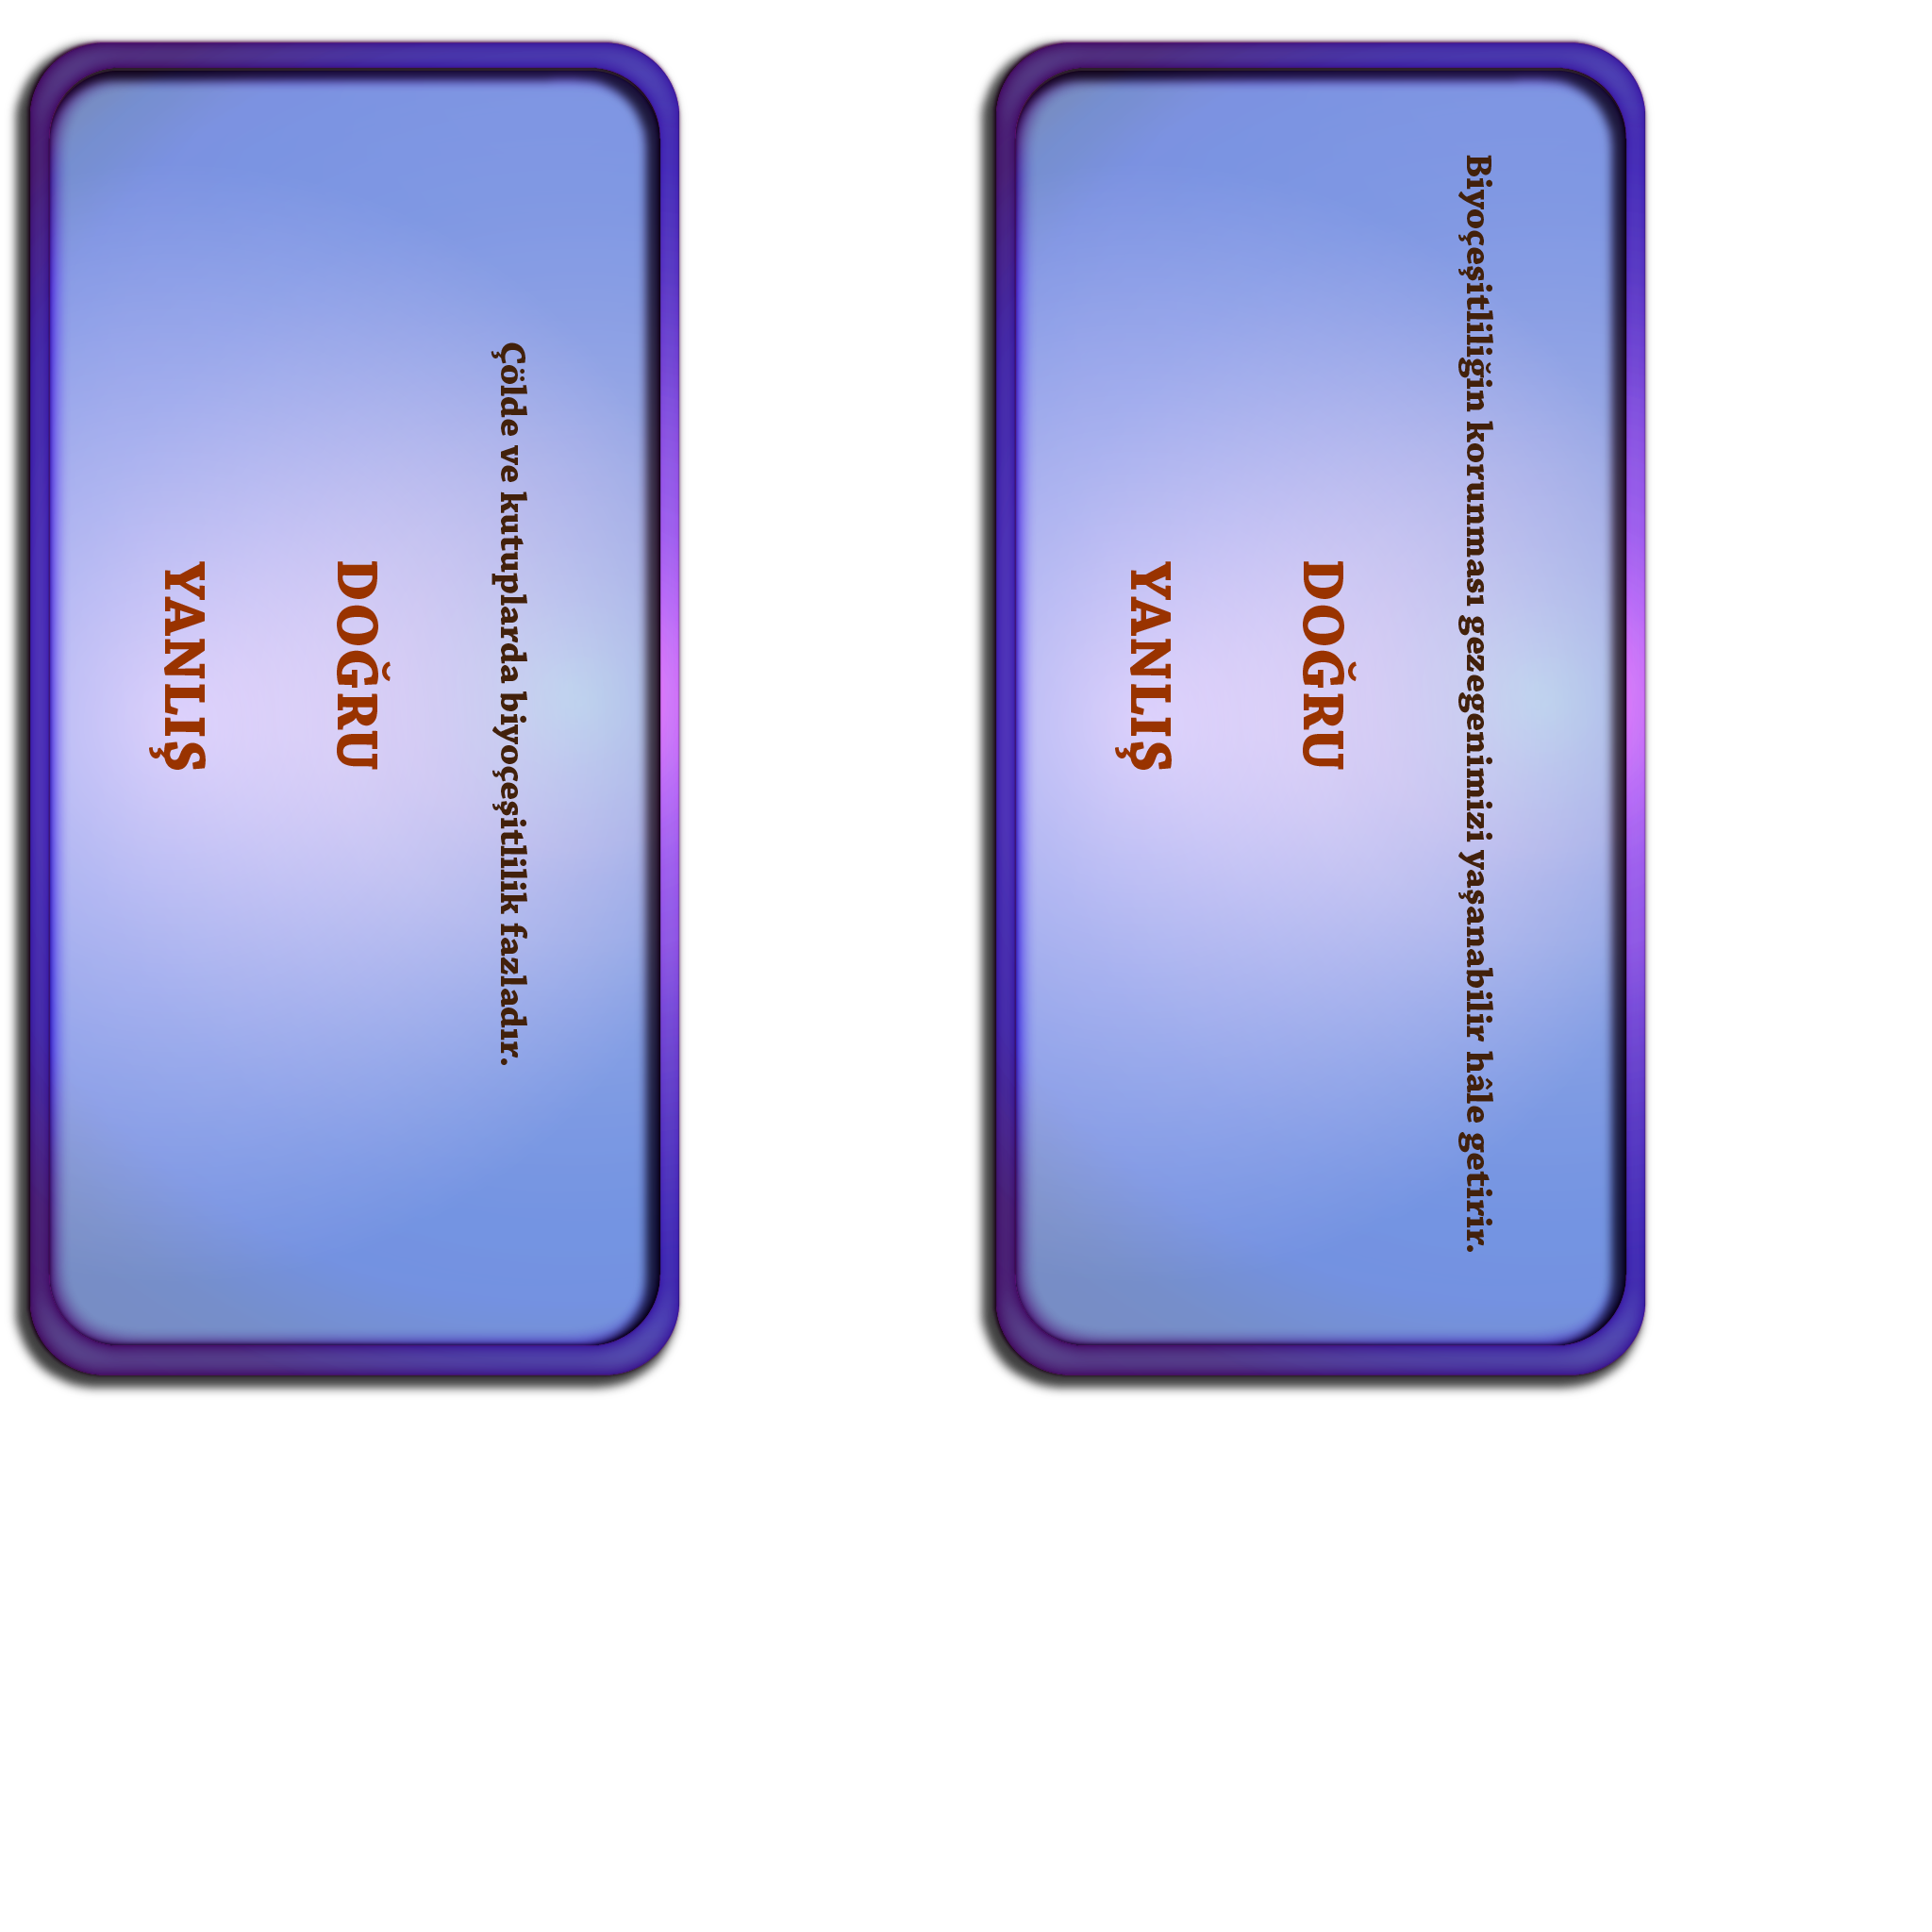 Çölde ve kutuplarda biyoçeşitlilik fazladır.
DOĞRU
YANLIŞ
Biyoçeşitliliğin korunması gezegenimizi yaşanabilir hâle getirir.
DOĞRU
YANLIŞ